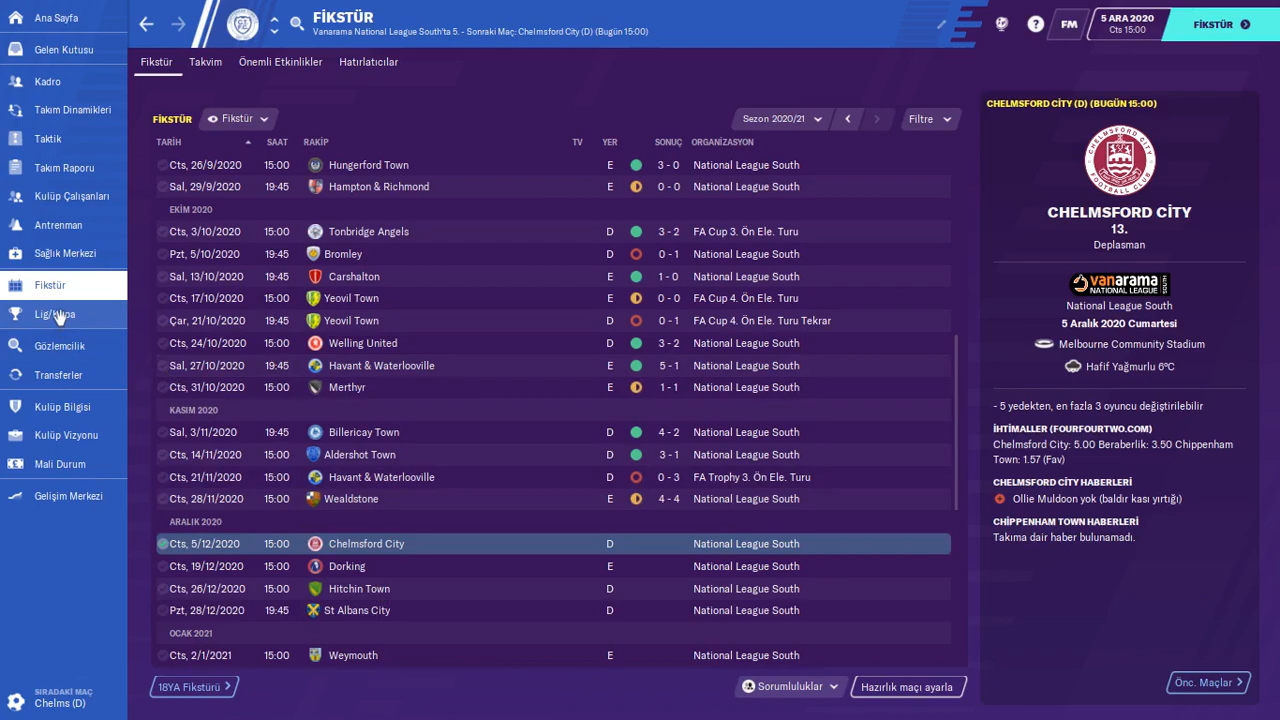 Ana Sayfa
Gelen Kutusu
Kadro
Takım Dinamikleri
Taktik
Takım Raporu
Kulüp Çalışanları
Antrenman
Sağlık Merkezi
Fikstür
Lig/Kupa
Gözlemcilik
Transferler
Kulüp Bilgisi
Kulüp Vizyonu
Mali Durum
Gelişim Merkezi
SIRADAKİ MAÇ
Chelms (D)
FİKSTÜR
Vanarama National League South'ta 5. - Sonraki Maç: Chelmsford City (D) (Bugün 15:00)
? FM 5 ARA 2020 Cts 15:00 FİKSTÜR
Fikstür Takvim Önemli Etkinlikler Hatırlatıcılar
FİKSTÜR Fikstür Sezon 2020/21 Filtre
TARİH SAAT RAKİP TV YER SONUÇ ORGANİZASYON
Cts, 26/9/2020 15:00 Hungerford Town E 3 - 0 National League South
Sal, 29/9/2020 19:45 Hampton & Richmond E 0 - 0 National League South
EKİM 2020
Cts, 3/10/2020 15:00 Tonbridge Angels D 3 - 2 FA Cup 3. Ön Ele. Turu
Pzt, 5/10/2020 19:45 Bromley D 0 - 1 National League South
Sal, 13/10/2020 19:45 Carshalton E 1 - 0 National League South
Cts, 17/10/2020 15:00 Yeovil Town E 0 - 0 FA Cup 4. Ön Ele. Turu
Çar, 21/10/2020 19:45 Yeovil Town D 0 - 1 FA Cup 4. Ön Ele. Turu Tekrar
Cts, 24/10/2020 15:00 Welling United D 3 - 2 National League South
Sal, 27/10/2020 19:45 Havant & Waterlooville E 5 - 1 National League South
Cts, 31/10/2020 15:00 Merthyr E 1 - 1 National League South
KASIM 2020
Sal, 3/11/2020 19:45 Billericay Town D 4 - 2 National League South
Cts, 14/11/2020 15:00 Aldershot Town D 3 - 1 National League South
Cts, 21/11/2020 15:00 Havant & Waterlooville D 0 - 3 FA Trophy 3. Ön Ele. Turu
Cts, 28/11/2020 15:00 Wealdstone E 4 - 4 National League South
ARALIK 2020
Cts, 5/12/2020 15:00 Chelmsford City D National League South
Cts, 19/12/2020 15:00 Dorking E National League South
Cts, 26/12/2020 15:00 Hitchin Town D National League South
Pzt, 28/12/2020 19:45 St Albans City D National League South
OCAK 2021
Cts, 2/1/2021 15:00 Weymouth E National League South
18YA Fikstürü Sorumluluklar Hazırlık maçı ayarla
CHELMSFORD CİTY (D) (BUGÜN 15:00)
CHELMSFORD CITY
FOOTBALL CLUB
CHELMSFORD CİTY
13.
Deplasman
vanarama
NATIONAL LEAGUE SOUTH
National League South
5 Aralık 2020 Cumartesi
Melbourne Community Stadium
Hafif Yağmurlu 6°C
- 5 yedekten, en fazla 3 oyuncu değiştirilebilir
İHTİMALLER (FOURFOURTWO.COM)
Chelmsford City: 5.00 Beraberlik: 3.50 Chippenham
Town: 1.57 (Fav)
CHELMSFORD CİTY HABERLERİ
Ollie Muldoon yok (baldır kası yırtığı)
CHİPPENHAM TOWN HABERLERİ
Takıma dair haber bulunamadı.
Önc. Maçlar